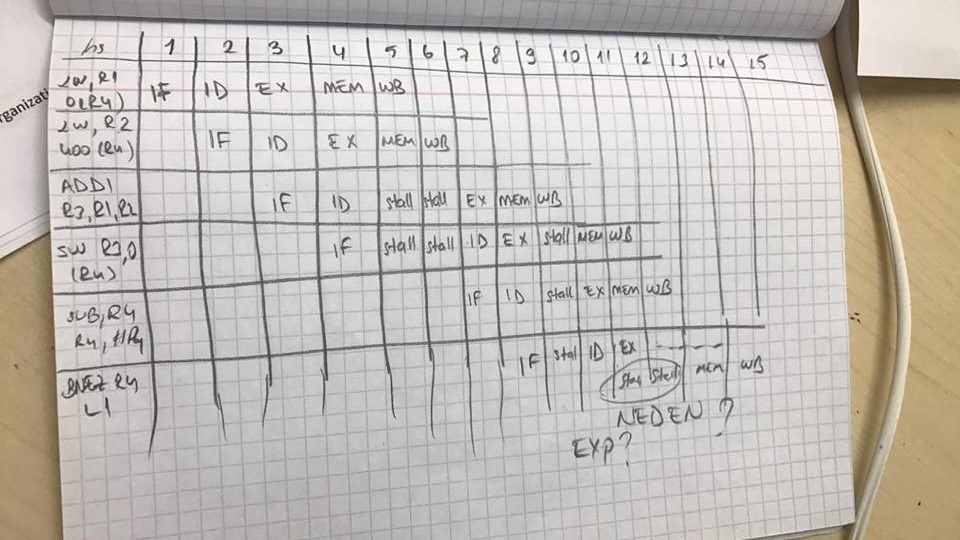 Ins 1 2 3 4 5 6 7 8 9 10 11 12 13 14 15
LW, R1
0(R4) IF ID EX MEM WB
LW, R2
400(R4) IF ID EX MEM WB
ADDI
R3, R1, R2 IF ID stall stall EX MEM WB
SW R3, 0
(R4) IF stall stall ID EX stall MEM WB
SUB, R4
R4, #R4 IF ID stall EX MEM WB
BNEZ R4
L1 IF stall ID EX
stall MEM WB
NEDEN ?
EXP?
rganizati